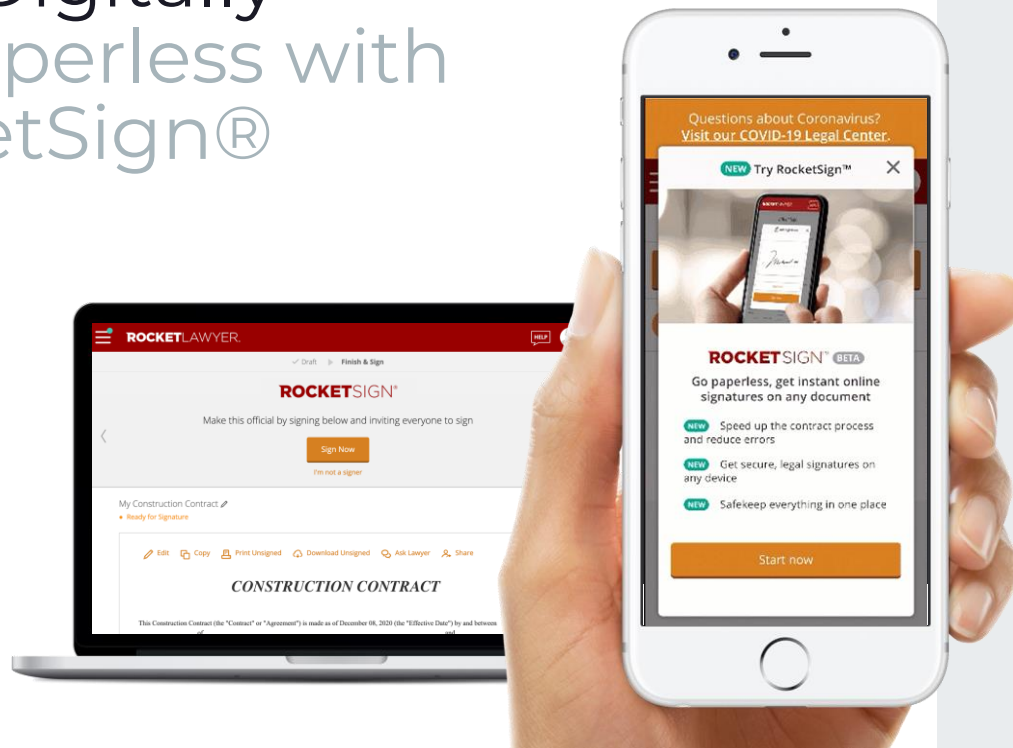 Digitally
perless with
etSign®
ROCKETLAWYER.
HELP
✓ Draft Finish & Sign
ROCKETSIGN®
Make this official by signing below and inviting everyone to sign
Sign Now
I'm not a signer
My Construction Contract
• Ready for Signature
Edit Copy Print Unsigned Download Unsigned Ask Lawyer Share
CONSTRUCTION CONTRACT
This Construction Contract (the "Contract" or "Agreement") is made as of December 08, 2020 (the "Effective Date") by and between
of and
Questions about Coronavirus?
Visit our COVID-19 Legal Center.
NEW Try RocketSign™ X
ROCKETSIGN™ BETA
Go paperless, get instant online
signatures on any document
NEW Speed up the contract process
and reduce errors
NEW Get secure, legal signatures on
any device
NEW Safekeep everything in one place
Start now